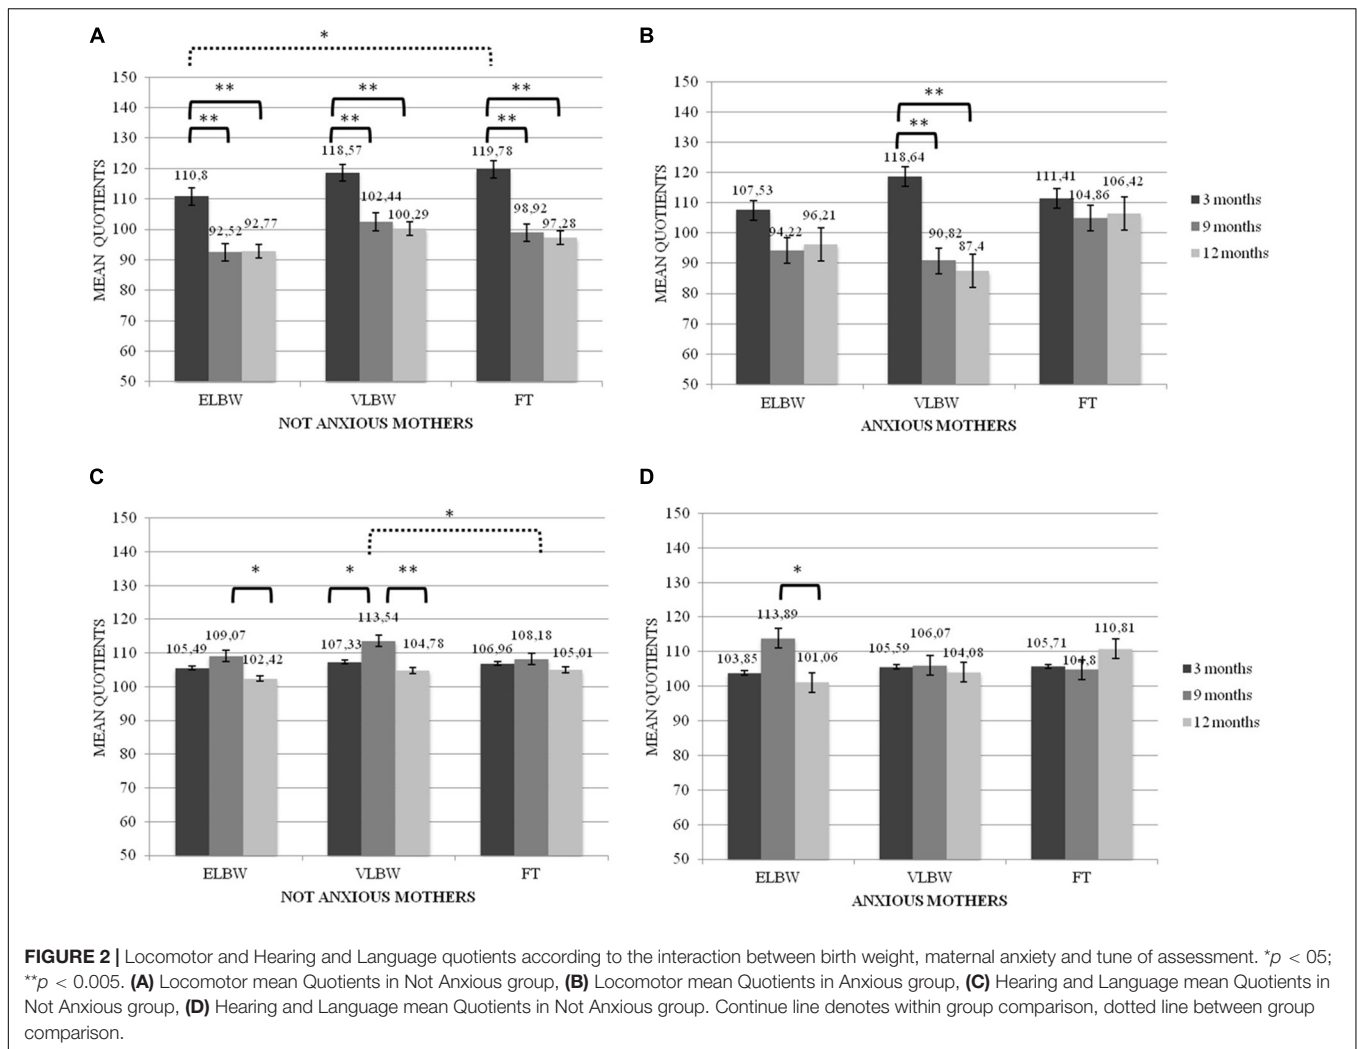 A
*
150
140
130
120
110
100
90
80
70
60
50
MEAN QUOTIENTS
** ** **
** ** **
110,8 92,52 92,77
118,57 102,44 100,29
119,78 98,92 97,28
ELBW VLBW FT
NOT ANXIOUS MOTHERS
B
150
140
130
120
110
100
90
80
70
60
50
MEAN QUOTIENTS
**
**
107,53 94,22 96,21
118,64 90,82 87,4
111,41 104,86 106,42
ELBW VLBW FT
ANXIOUS MOTHERS
3 months
9 months
12 months
C
*
150
140
130
120
110
100
90
80
70
60
50
MEAN QUOTIENTS
* * **
105,49 109,07 102,42
107,33 113,54 104,78
106,96 108,18 105,01
ELBW VLBW FT
NOT ANXIOUS MOTHERS
D
150
140
130
120
110
100
90
80
70
60
50
MEAN QUOTIENTS
*
103,85 113,89 101,06
105,59 106,07 104,08
105,71 104,8 110,81
ELBW VLBW FT
ANXIOUS MOTHERS
3 months
9 months
12 months
FIGURE 2 | Locomotor and Hearing and Language quotients according to the interaction between birth weight, maternal anxiety and tune of assessment. *p < 05;
**p < 0.005. (A) Locomotor mean Quotients in Not Anxious group, (B) Locomotor mean Quotients in Anxious group, (C) Hearing and Language mean Quotients in
Not Anxious group, (D) Hearing and Language mean Quotients in Not Anxious group. Continue line denotes within group comparison, dotted line between group
comparison.